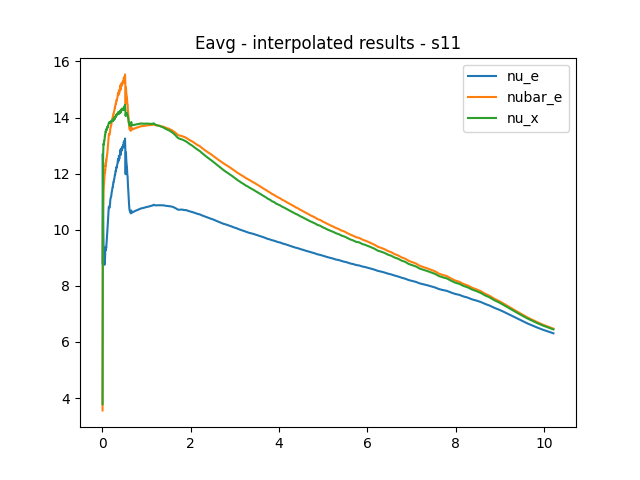 Eavg - interpolated results - s11
16
14
12
10
8
6
4
0 2 4 6 8 10
nu_e
nubar_e
nu_x